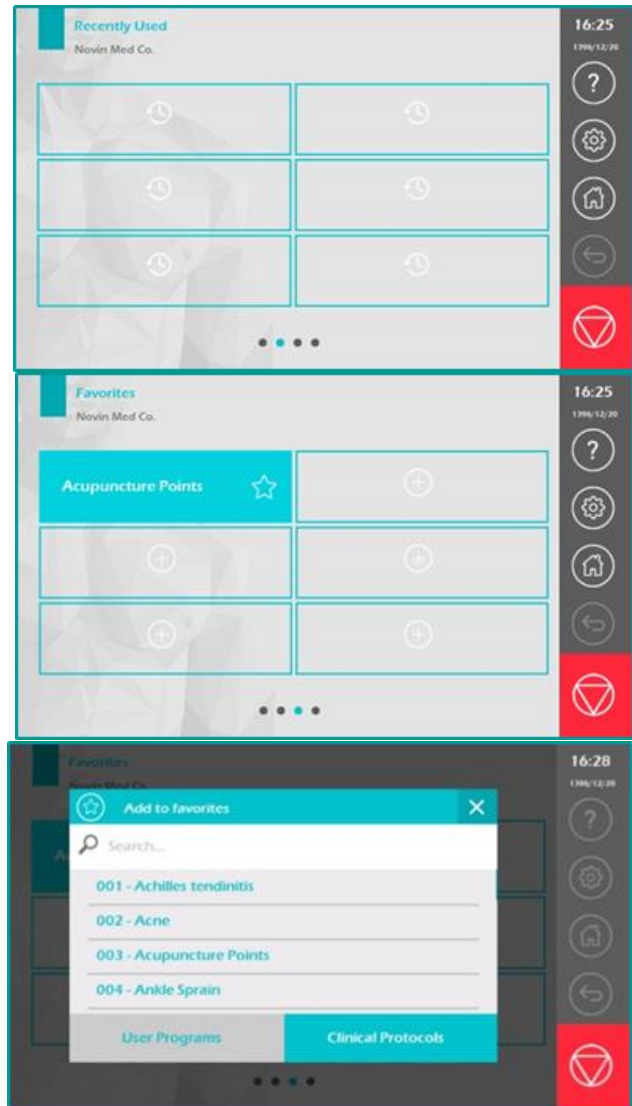 Recently Used
Novin Med Co.
16:25
1396/12/20
?
Favorites
Novin Med Co.
16:25
1396/12/20
?
Acupuncture Points
Favorites
16:28
1396/12/20
?
Add to favorites
Search...
001 - Achilles tendinitis
002 - Acne
003 - Acupuncture Points
004 - Ankle Sprain
User Programs
Clinical Protocols